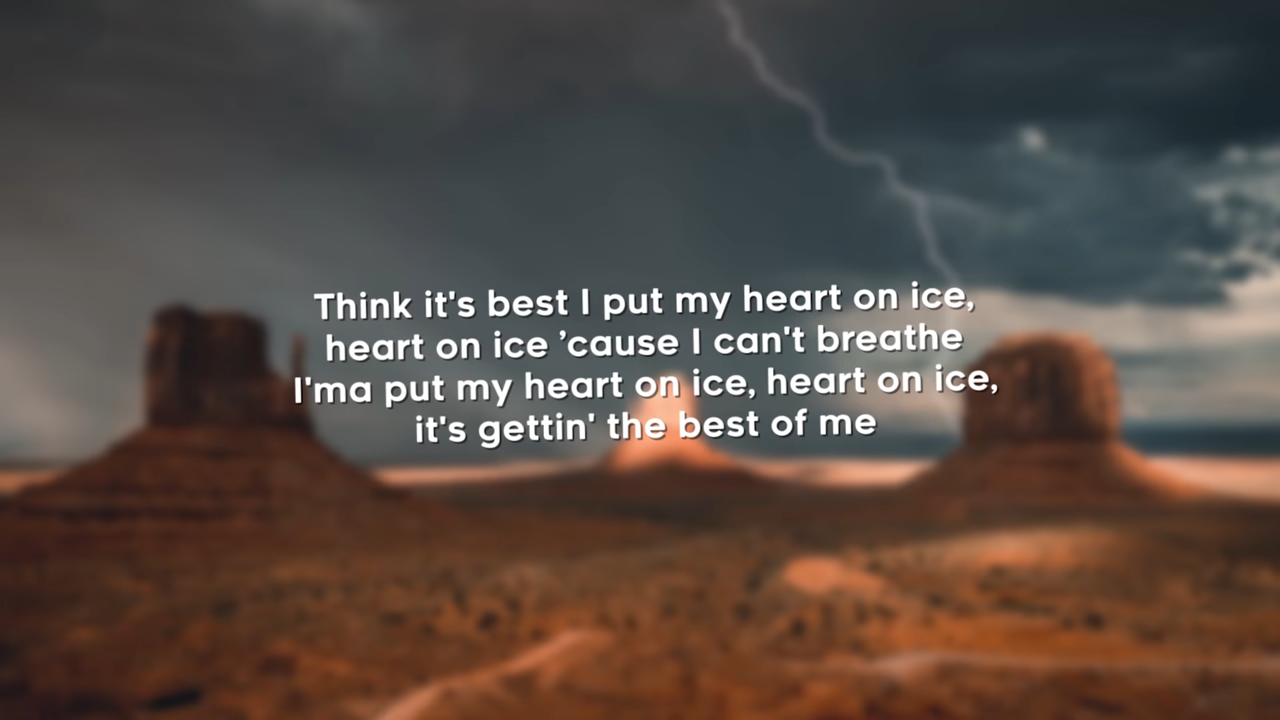 Think it's best I put my heart on ice,
heart on ice ’cause I can't breathe
I'ma put my heart on ice, heart on ice,
it's gettin' the best of me